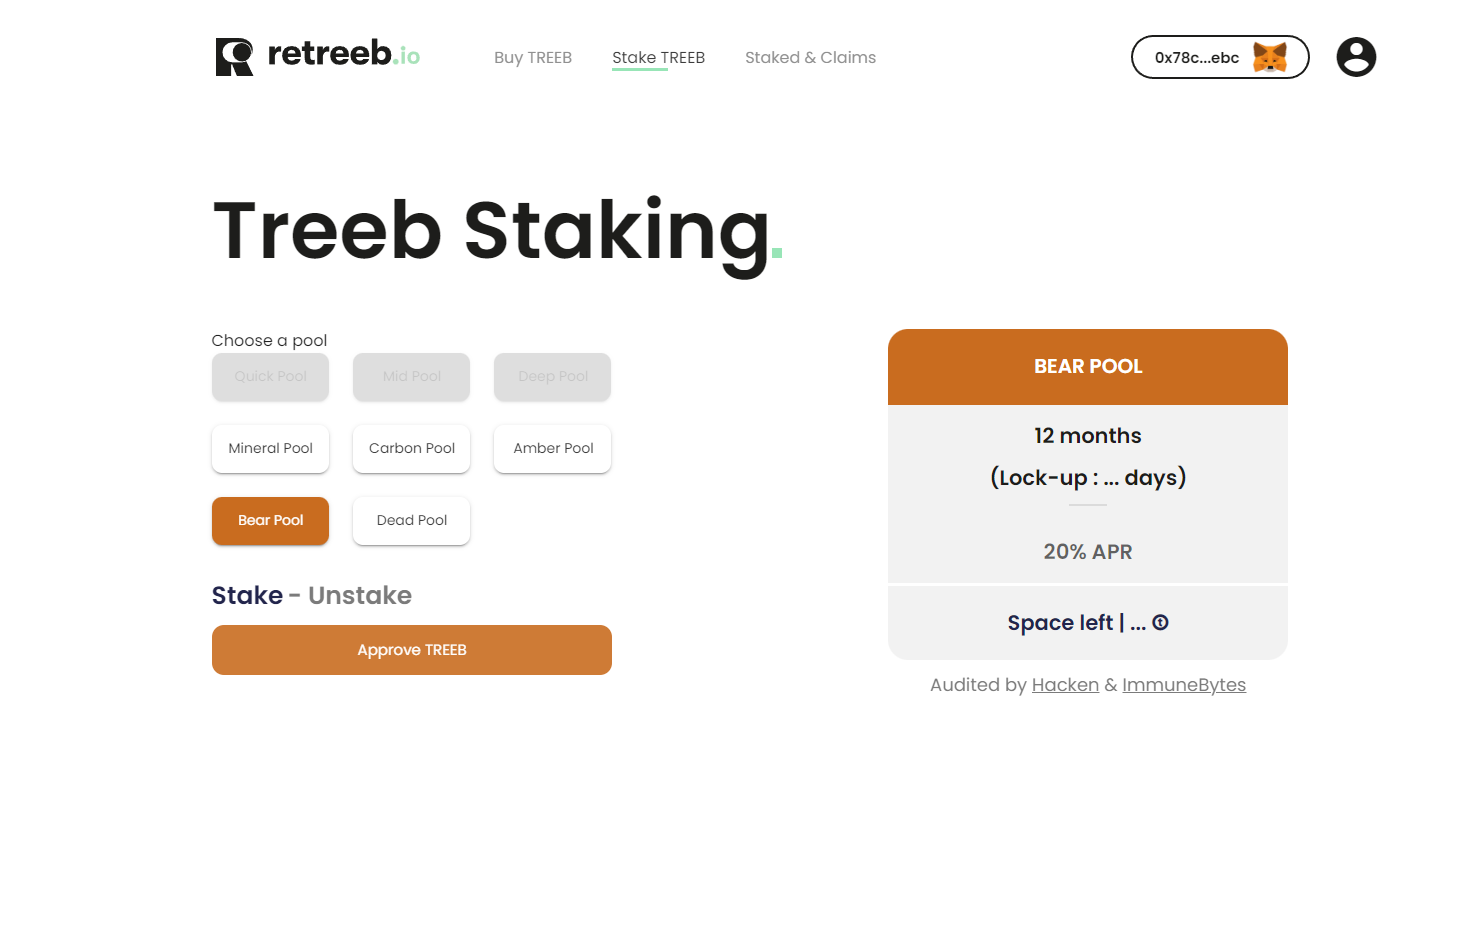 retreeb.io
Buy TREEB
Stake TREEB
Staked & Claims
0x78c...ebc
Treeb Staking.
Choose a pool
Quick Pool
Mid Pool
Deep Pool
Mineral Pool
Carbon Pool
Amber Pool
Bear Pool
Dead Pool
Stake - Unstake
Approve TREEB
BEAR POOL
12 months
(Lock-up : ... days)
20% APR
Space left | ...
Audited by Hacken & ImmuneBytes